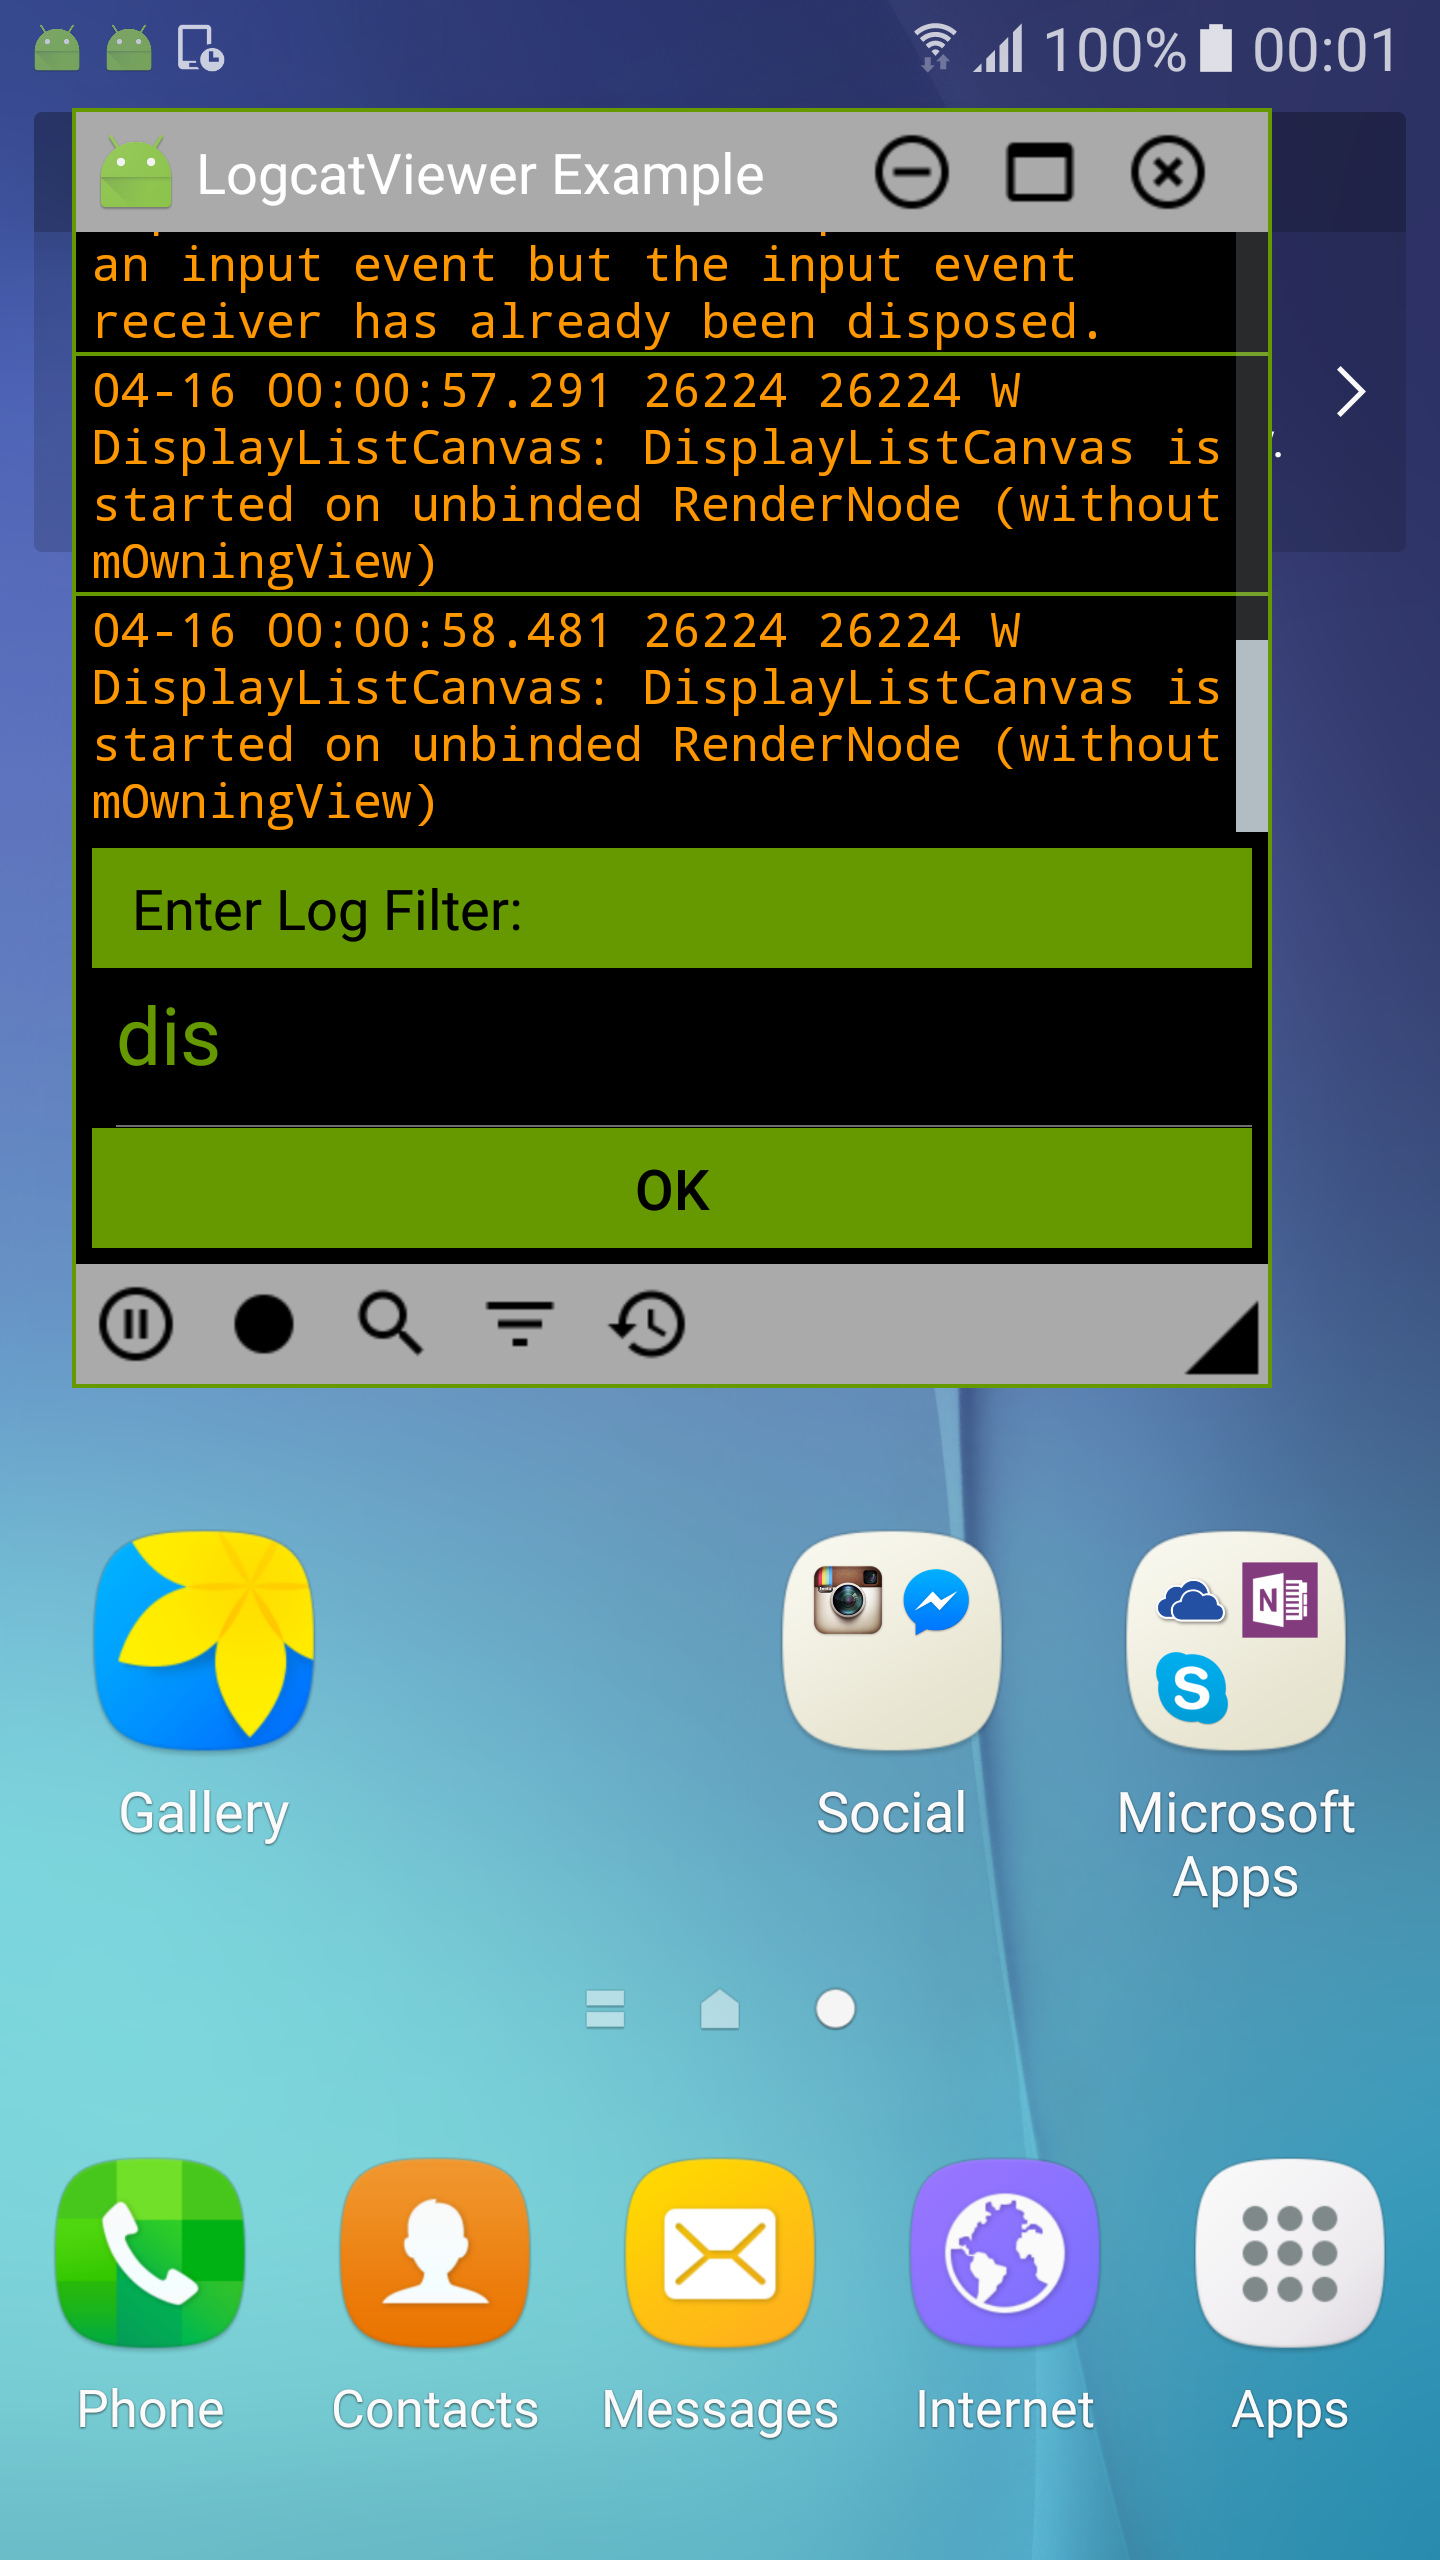 100% 00:01
LogcatViewer Example
an input event but the input event
receiver has already been disposed.
04-16 00:00:57.291 26224 26224 W
DisplayListCanvas: DisplayListCanvas is
started on unbinded RenderNode (without
mOwningView)
04-16 00:00:58.481 26224 26224 W
DisplayListCanvas: DisplayListCanvas is
started on unbinded RenderNode (without
mOwningView)
Enter Log Filter:
dis
OK
N
S
Gallery
Social
Microsoft
Apps
Phone
Contacts
Messages
Internet
Apps